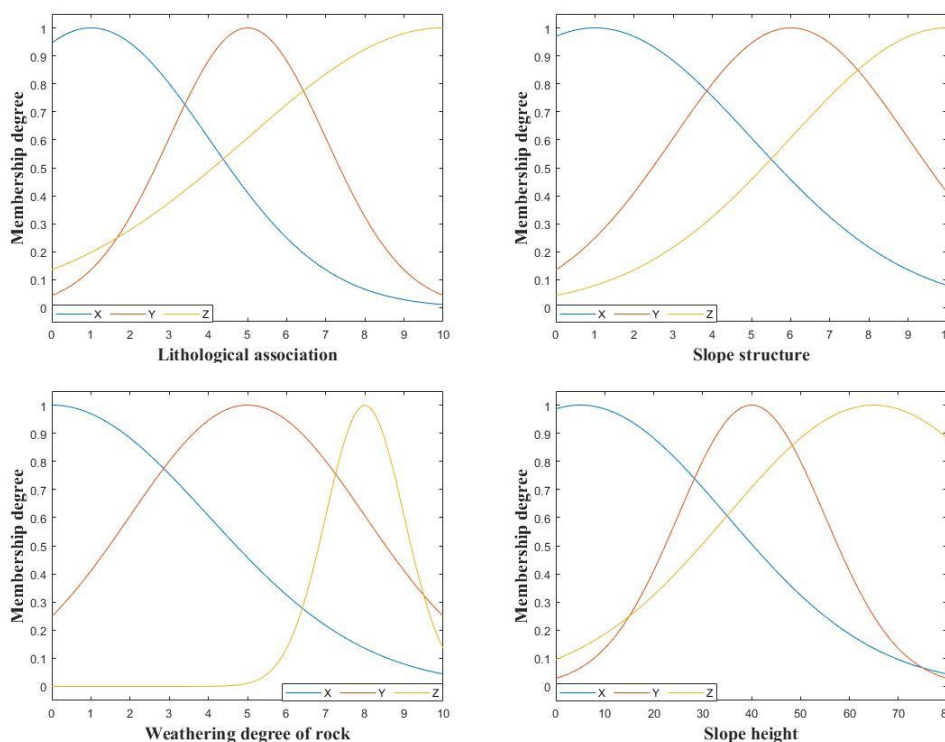 Membership degree
1
0.9
0.8
0.7
0.6
0.5
0.4
0.3
0.2
0.1
0
X Y Z
0 1 2 3 4 5 6 7 8 9 10
Lithological association
Membership degree
1
0.9
0.8
0.7
0.6
0.5
0.4
0.3
0.2
0.1
0
X Y Z
0 1 2 3 4 5 6 7 8 9
Slope structure
Membership degree
1
0.9
0.8
0.7
0.6
0.5
0.4
0.3
0.2
0.1
0
X Y Z
0 1 2 3 4 5 6 7 8 9 10
Weathering degree of rock
Membership degree
1
0.9
0.8
0.7
0.6
0.5
0.4
0.3
0.2
0.1
0
X Y Z
0 10 20 30 40 50 60 70
Slope height